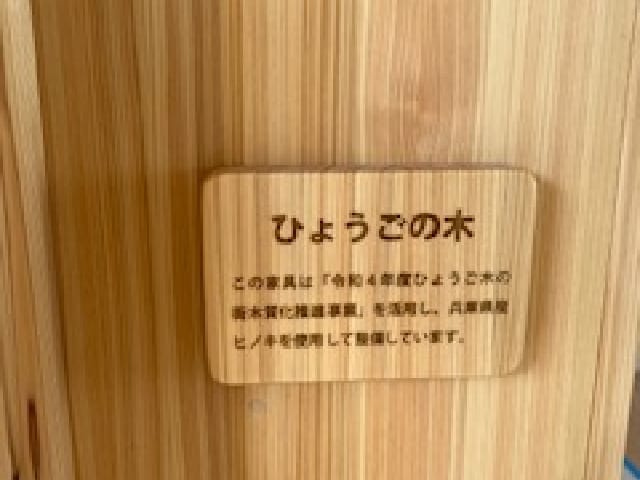 ひょうごの木
この家具は「令和4年度ひょうご木の
街木質化推進事業」を活用し、兵庫県産
ヒノキを使用して整備しています。